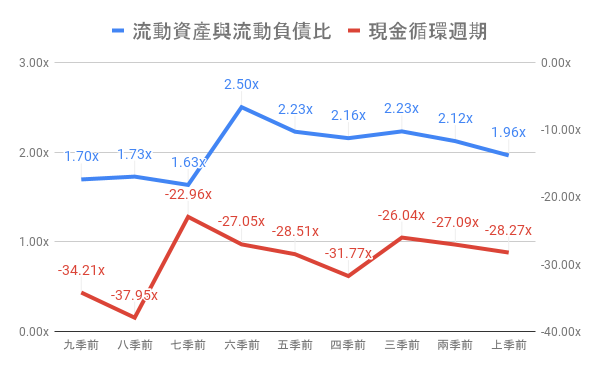 流動資產與流動負債比 現金循環週期
3.00x 0.00x
2.50x
2.23x 2.16x 2.23x 2.12x 1.96x
-10.00x
2.00x 1.70x 1.73x 1.63x
-22.96x -20.00x
-27.05x -28.51x -26.04x -27.09x -28.27x
1.00x -31.77x -30.00x
-34.21x -37.95x
0.00x -40.00x
九季前 八季前 七季前 六季前 五季前 四季前 三季前 兩季前 上季前